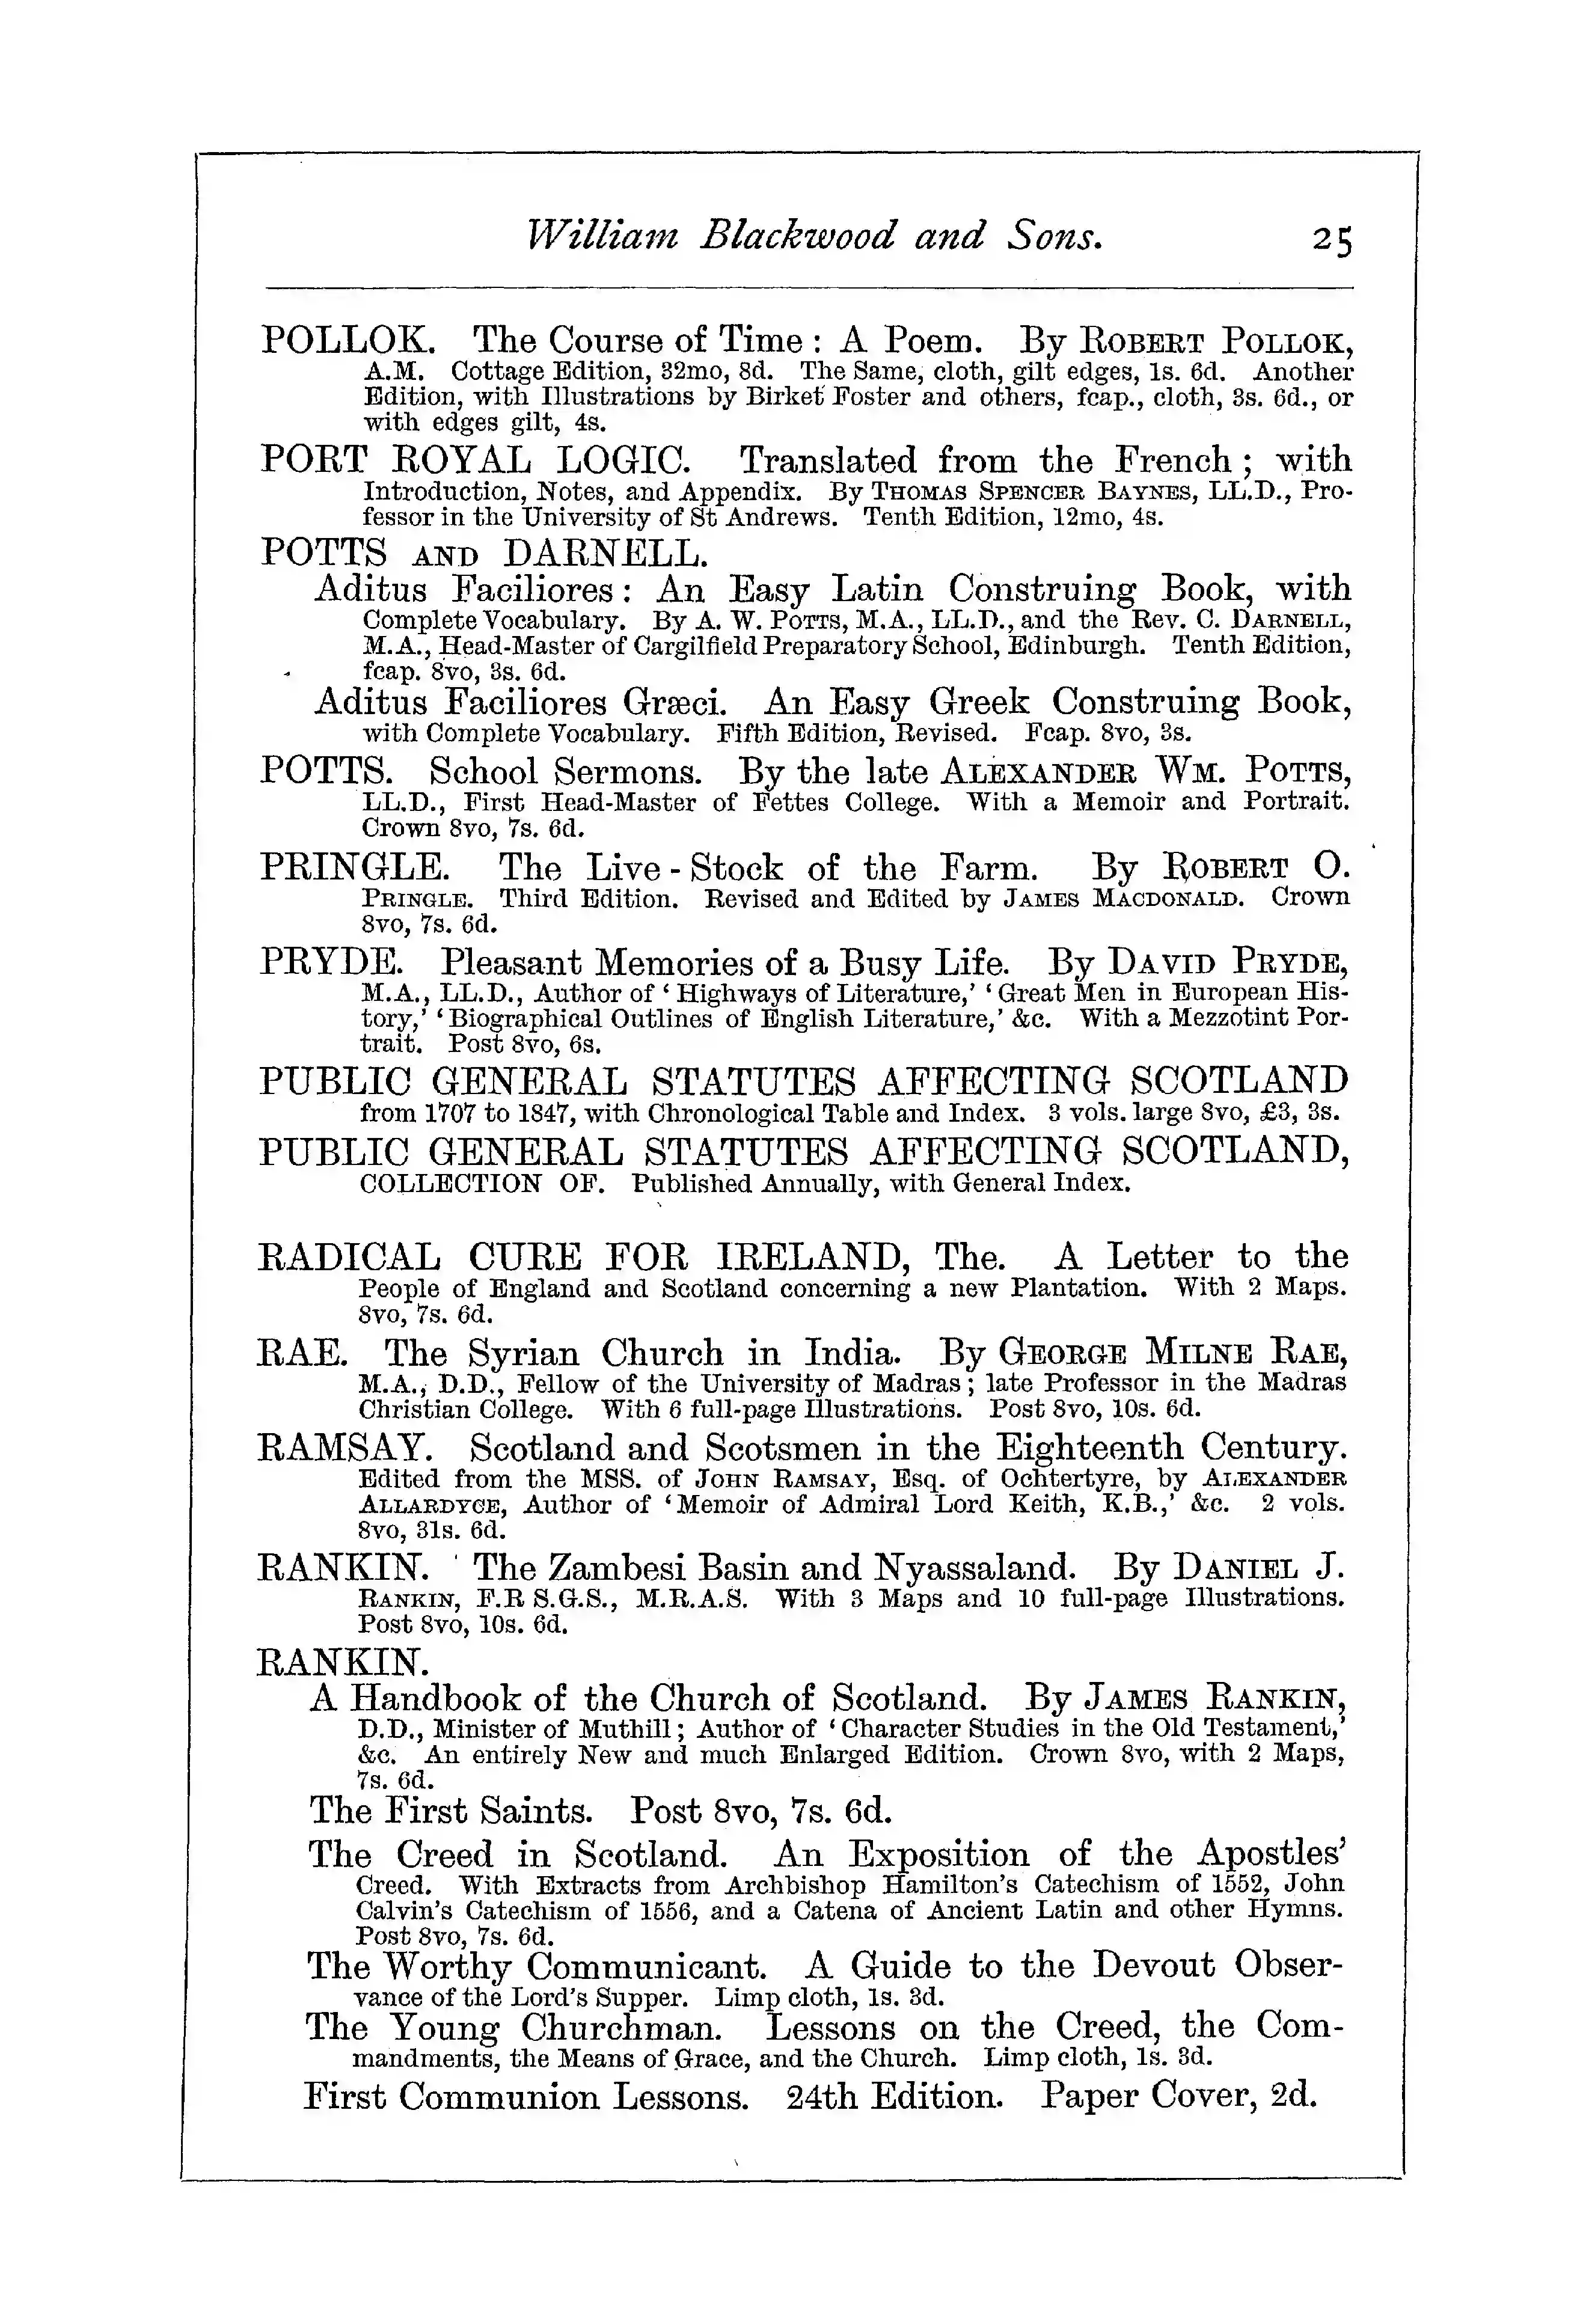 William Blackwood and Sons. 25
POLLOK. The Course of Time : A Poem. By ROBERT POLLOK,
A.M. Cottage Edition, 32mo, 8d. The Same, cloth, gilt edges, 1s. 6d. Another
Edition, with Illustrations by Birket Foster and others, fcap., cloth, 3s. 6d., or
with edges gilt, 4s.
PORT ROYAL LOGIC. Translated from the French ; with
Introduction, Notes, and Appendix. By THOMAS SPENCER BAYNES, LL.D., Pro-
fessor in the University of St Andrews. Tenth Edition, 12mo, 4s.
POTTS AND DARNELL.
Aditus Faciliores : An Easy Latin Construing Book, with
Complete Vocabulary. By A. W. POTTS, M.A., LL.D., and the Rev. C. DARNELL,
M.A., Head-Master of Cargilfield Preparatory School, Edinburgh. Tenth Edition,
fcap. 8vo, 3s. 6d.
Aditus Faciliores Græci. An Easy Greek Construing Book,
with Complete Vocabulary. Fifth Edition, Revised. Fcap. 8vo, 3s.
POTTS. School Sermons. By the late ALEXANDER WM. POTTS,
LL.D., First Head-Master of Fettes College. With a Memoir and Portrait.
Crown 8vo, 7s. 6d.
PRINGLE. The Live-Stock of the Farm. By ROBERT O.
PRINGLE. Third Edition. Revised and Edited by JAMES MACDONALD. Crown
8vo, 7s. 6d.
PRYDE. Pleasant Memories of a Busy Life. By DAVID PRYDE,
M.A., LL.D., Author of ‘Highways of Literature,’ ‘Great Men in European His-
tory,’ ‘Biographical Outlines of English Literature,’ &c. With a Mezzotint Por-
trait. Post 8vo, 6s.
PUBLIC GENERAL STATUTES AFFECTING SCOTLAND
from 1707 to 1847, with Chronological Table and Index. 3 vols. large 8vo, £3, 3s.
PUBLIC GENERAL STATUTES AFFECTING SCOTLAND,
COLLECTION OF. Published Annually, with General Index.
RADICAL CURE FOR IRELAND, The. A Letter to the
People of England and Scotland concerning a new Plantation. With 2 Maps.
8vo, 7s. 6d.
RAE. The Syrian Church in India. By GEORGE MILNE RAE,
M.A., D.D., Fellow of the University of Madras ; late Professor in the Madras
Christian College. With 6 full-page Illustrations. Post 8vo, 10s. 6d.
RAMSAY. Scotland and Scotsmen in the Eighteenth Century.
Edited from the MSS. of JOHN RAMSAY, Esq. of Ochtertyre, by ALEXANDER
ALLARDYCE, Author of ‘Memoir of Admiral Lord Keith, K.B.,’ &c. 2 vols.
8vo, 31s. 6d.
RANKIN. The Zambesi Basin and Nyassaland. By DANIEL J.
RANKIN, F.R S.G.S., M.R.A.S. With 3 Maps and 10 full-page Illustrations.
Post 8vo, 10s. 6d.
RANKIN.
A Handbook of the Church of Scotland. By JAMES RANKIN,
D.D., Minister of Muthill ; Author of ‘Character Studies in the Old Testament,’
&c. An entirely New and much Enlarged Edition. Crown 8vo, with 2 Maps,
7s. 6d.
The First Saints. Post 8vo, 7s. 6d.
The Creed in Scotland. An Exposition of the Apostles’
Creed. With Extracts from Archbishop Hamilton’s Catechism of 1552, John
Calvin’s Catechism of 1556, and a Catena of Ancient Latin and other Hymns.
Post 8vo, 7s. 6d.
The Worthy Communicant. A Guide to the Devout Obser-
vance of the Lord’s Supper. Limp cloth, 1s. 3d.
The Young Churchman. Lessons on the Creed, the Com-
mandments, the Means of Grace, and the Church. Limp cloth, 1s. 3d.
First Communion Lessons. 24th Edition. Paper Cover, 2d.